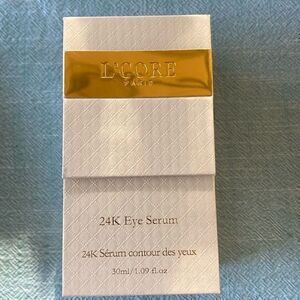 L'CORE
PARIS
24K Eye Serum
24K Sérum contour des yeux
30ml/1.09 fl.oz